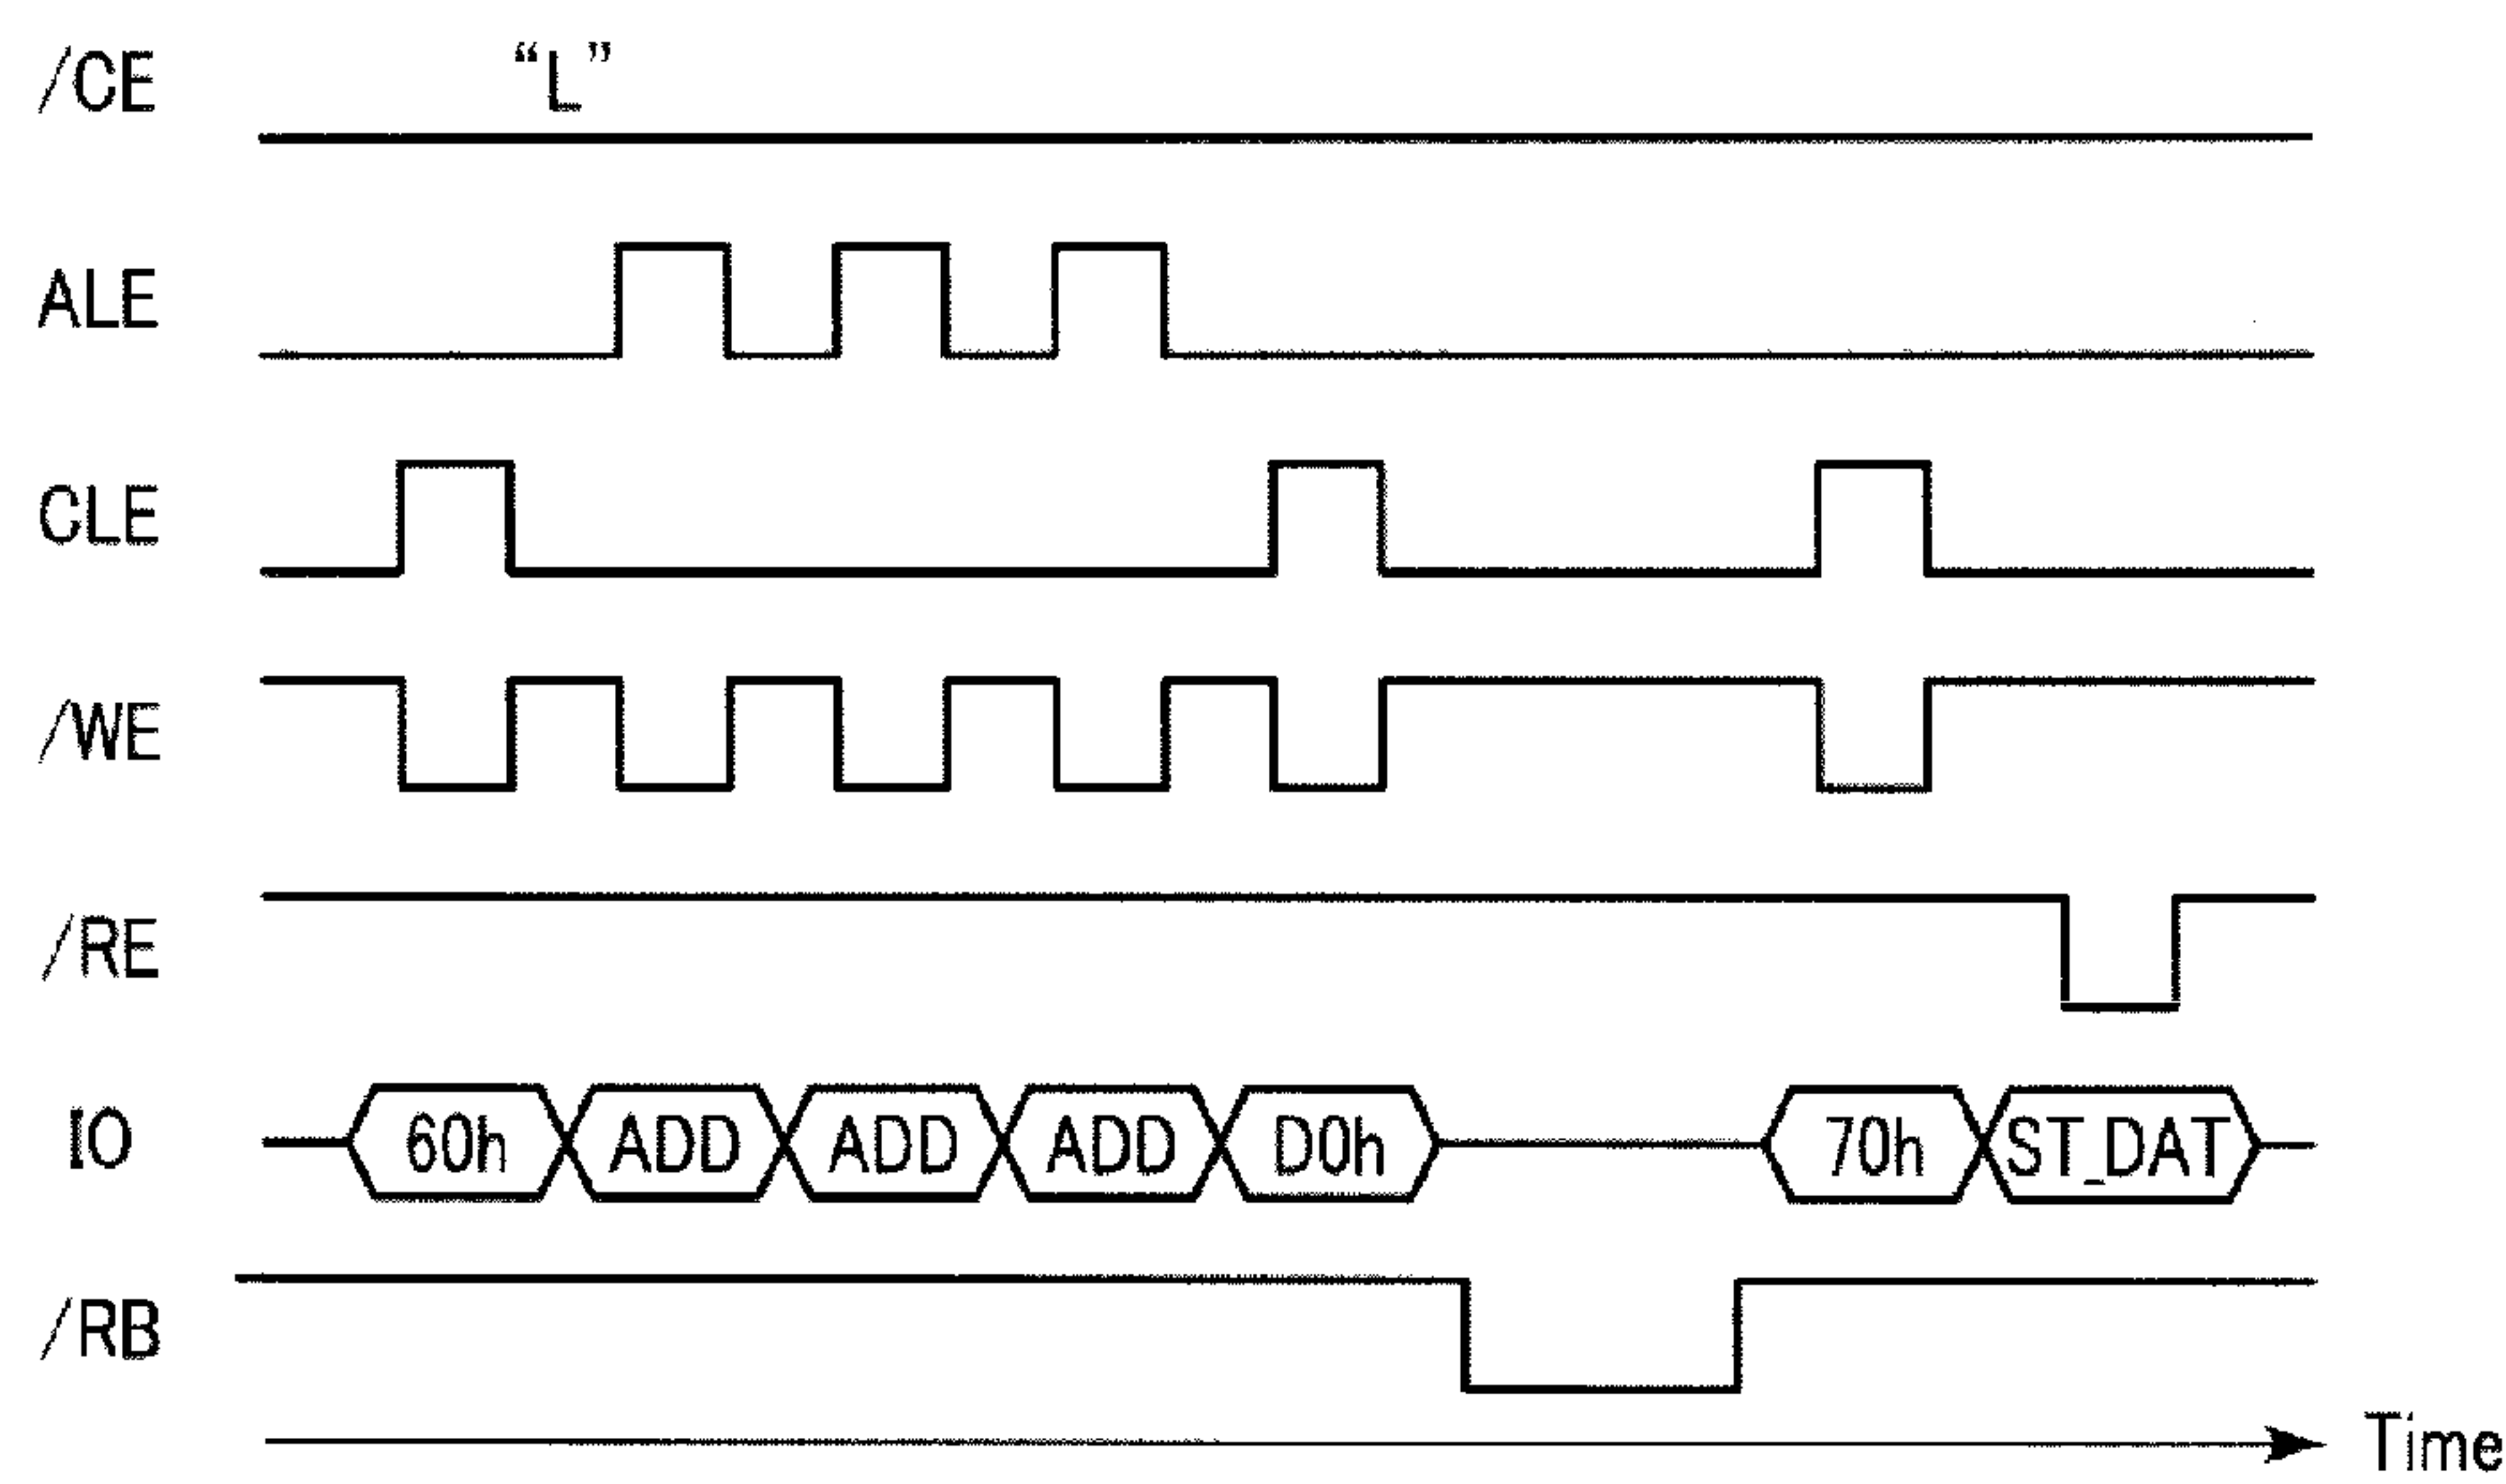 /CE "L"
ALE
CLE
/WE
/RE
IO 60h ADD ADD ADD D0h 70h ST_DAT
/RB
Time